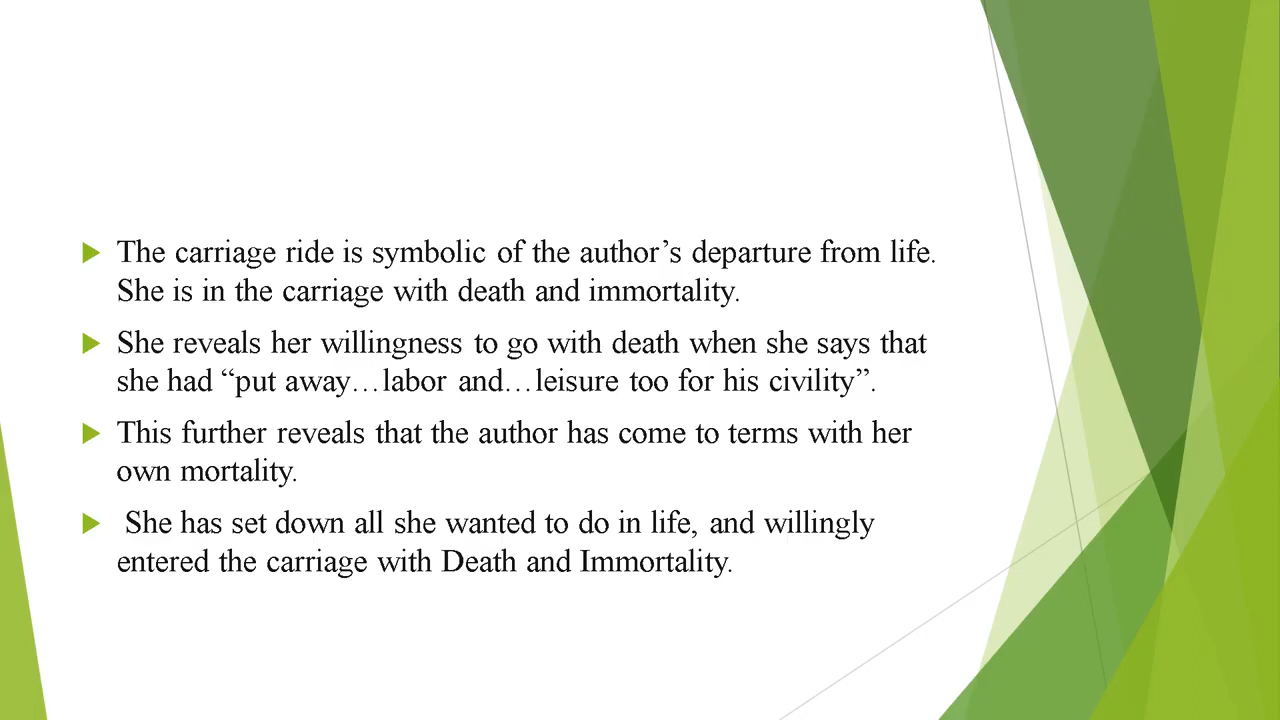 The carriage ride is symbolic of the author’s departure from life.
She is in the carriage with death and immortality.
She reveals her willingness to go with death when she says that
she had “put away…labor and…leisure too for his civility”.
This further reveals that the author has come to terms with her
own mortality.
She has set down all she wanted to do in life, and willingly
entered the carriage with Death and Immortality.